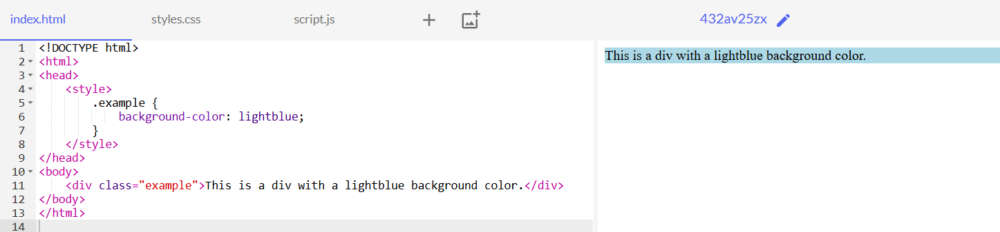 index.html styles.css script.js 432av25zx
1 <!DOCTYPE html>
2 <html>
3 <head>
4     <style>
5         .example {
6             background-color: lightblue;
7         }
8     </style>
9 </head>
10 <body>
11     <div class="example">This is a div with a lightblue background color.</div>
12 </body>
13 </html>
14
This is a div with a lightblue background color.